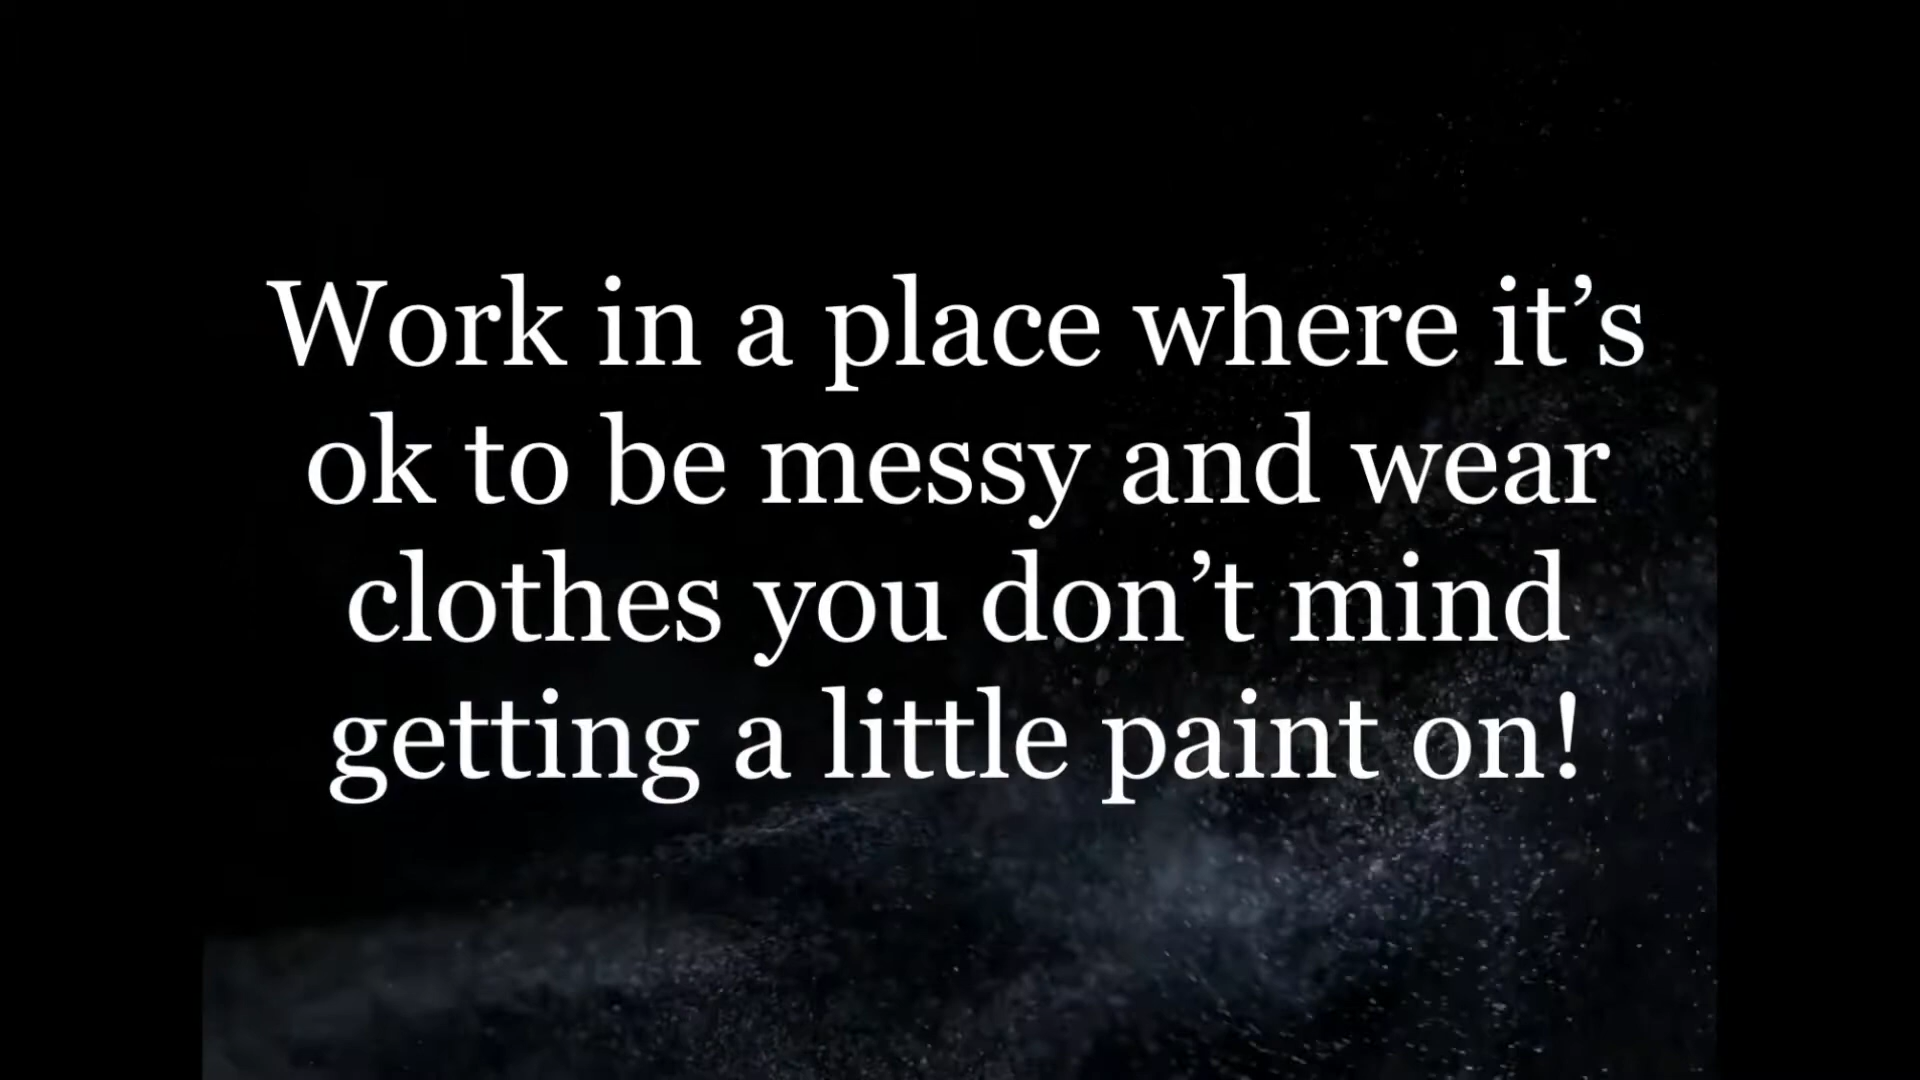 Work in a place where it’s
ok to be messy and wear
clothes you don’t mind
getting a little paint on!